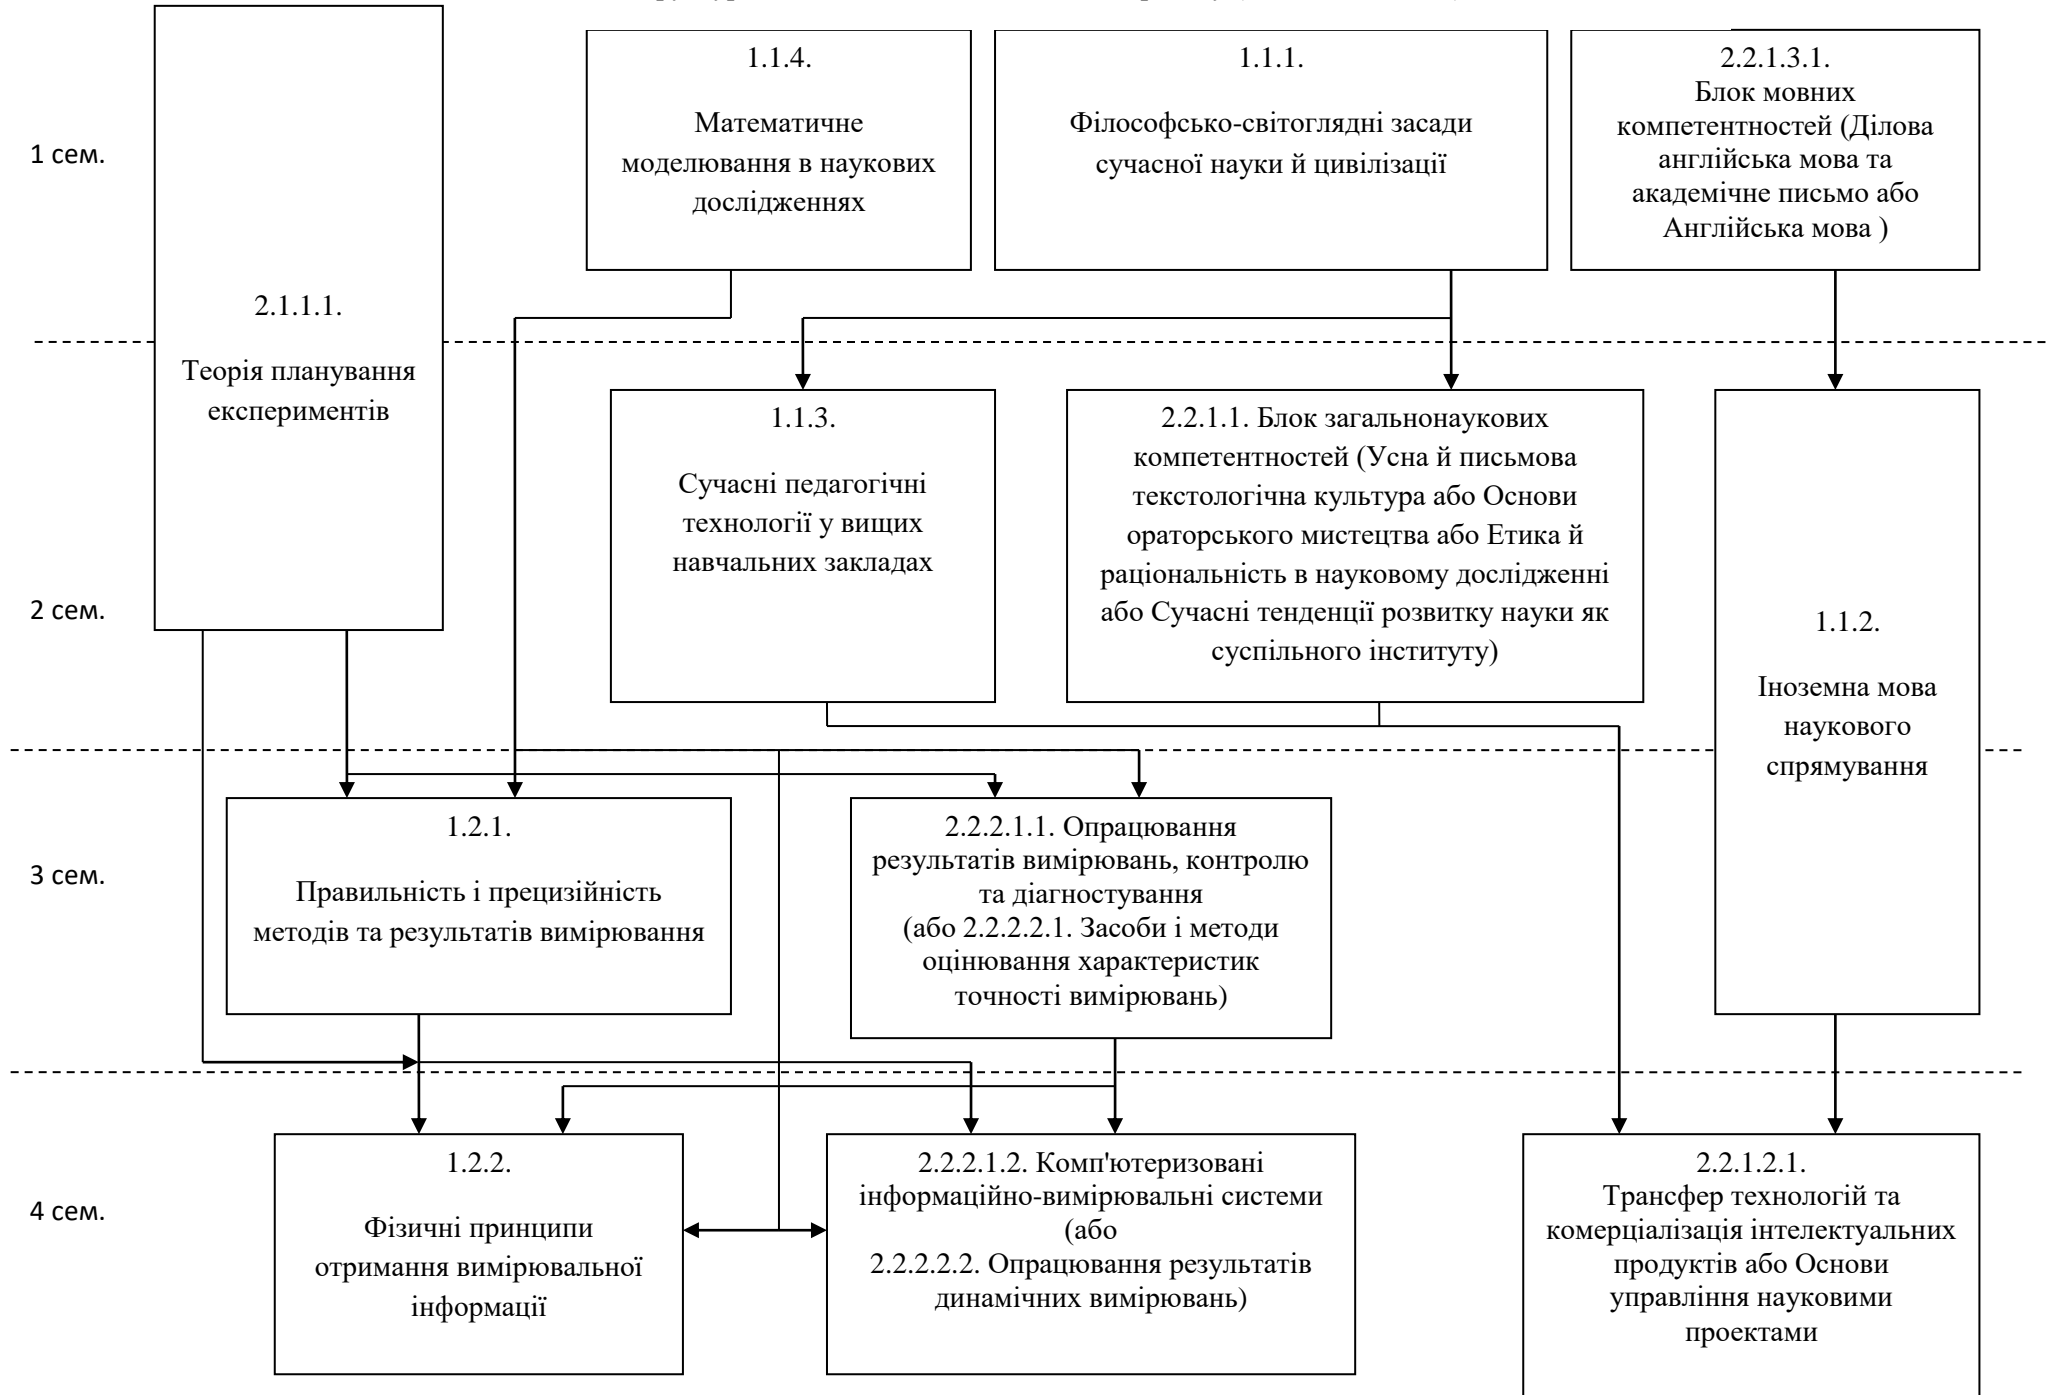 1 сем.
2.1.1.1.
Теорія планування
експериментів
1.1.4.
Математичне
моделювання в наукових
дослідженнях
1.1.1.
Філософсько-світоглядні засади
сучасної науки й цивілізації
2.2.1.3.1.
Блок мовних
компетентностей (Ділова
англійська мова та
академічне письмо або
Англійська мова )
2 сем.
1.1.3.
Сучасні педагогічні
технології у вищих
навчальних закладах
2.2.1.1. Блок загальнонаукових
компетентностей (Усна й письмова
текстологічна культура або Основи
ораторського мистецтва або Етика й
раціональність в науковому дослідженні
або Сучасні тенденції розвитку науки як
суспільного інституту)
1.1.2.
Іноземна мова
наукового
спрямування
3 сем.
1.2.1.
Правильність і прецизійність
методів та результатів вимірювання
2.2.2.1.1. Опрацювання
результатів вимірювань, контролю
та діагностування
(або 2.2.2.2.1. Засоби і методи
оцінювання характеристик
точності вимірювань)
4 сем.
1.2.2.
Фізичні принципи
отримання вимірювальної
інформації
2.2.2.1.2. Комп'ютеризовані
інформаційно-вимірювальні системи
(або
2.2.2.2.2. Опрацювання результатів
динамічних вимірювань)
2.2.1.2.1.
Трансфер технологій та
комерціалізація інтелектуальних
продуктів або Основи
управління науковими
проектами